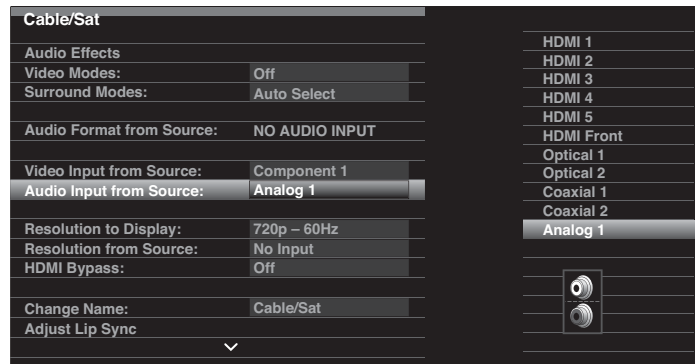 Cable/Sat
Audio Effects
Video Modes: Off
Surround Modes: Auto Select
Audio Format from Source: NO AUDIO INPUT
Video Input from Source: Component 1
Audio Input from Source: Analog 1
Resolution to Display: 720p – 60Hz
Resolution from Source: No Input
HDMI Bypass: Off
Change Name: Cable/Sat
Adjust Lip Sync
HDMI 1
HDMI 2
HDMI 3
HDMI 4
HDMI 5
HDMI Front
Optical 1
Optical 2
Coaxial 1
Coaxial 2
Analog 1